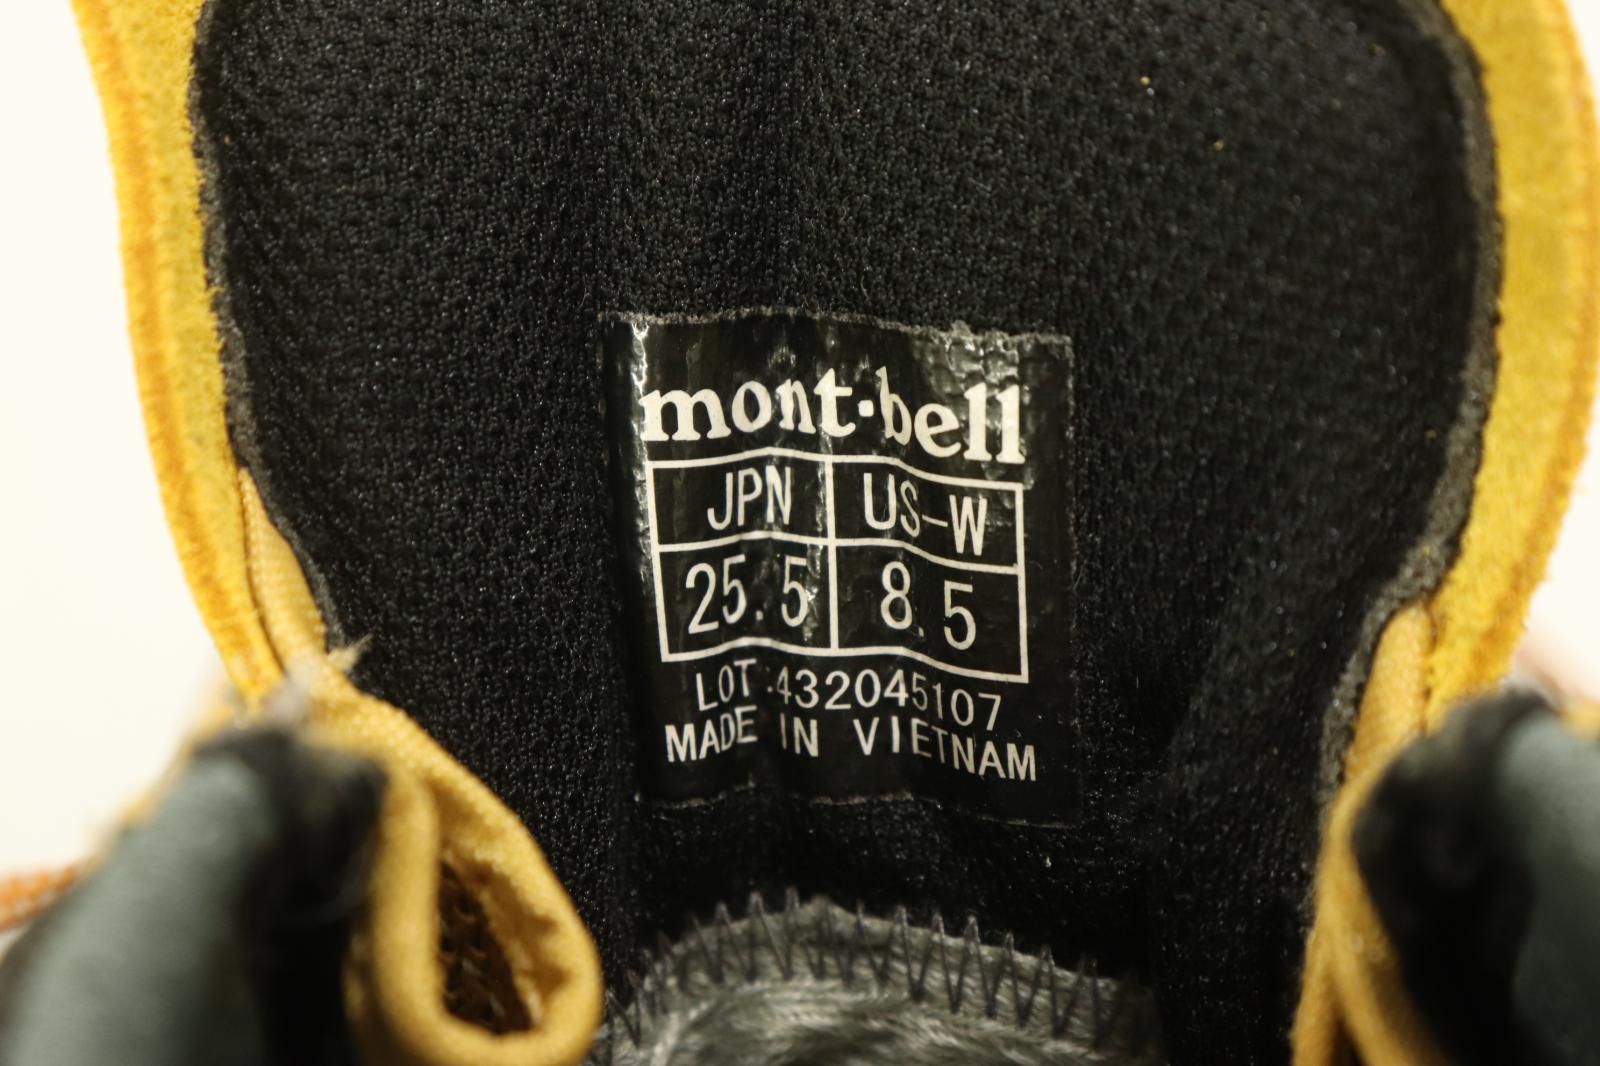 mont-bell
JPN US-W
25.5 8.5
LOT:432045107
MADE IN VIETNAM